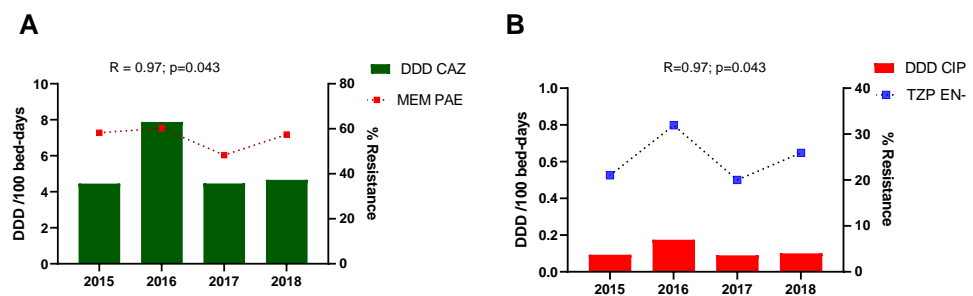 A
R = 0.97; p=0.043
DDD CAZ
MEM PAE
DDD /100 bed-days
10
8
6
4
2
0
80
60
40
20
0
% Resistance
2015
2016
2017
2018
B
R=0.97; p=0.043
DDD CIP
TZP EN-
DDD /100 bed-days
1.0
0.8
0.6
0.4
0.2
0.0
40
30
20
10
0
% Resistance
2015
2016
2017
2018